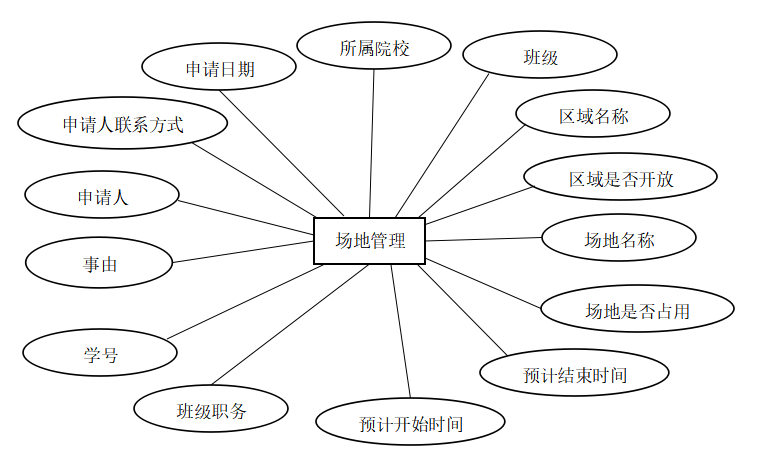 所属院校
班级
申请日期
区域名称
申请人联系方式
区域是否开放
申请人
场地管理
场地名称
事由
场地是否占用
学号
预计结束时间
班级职务
预计开始时间